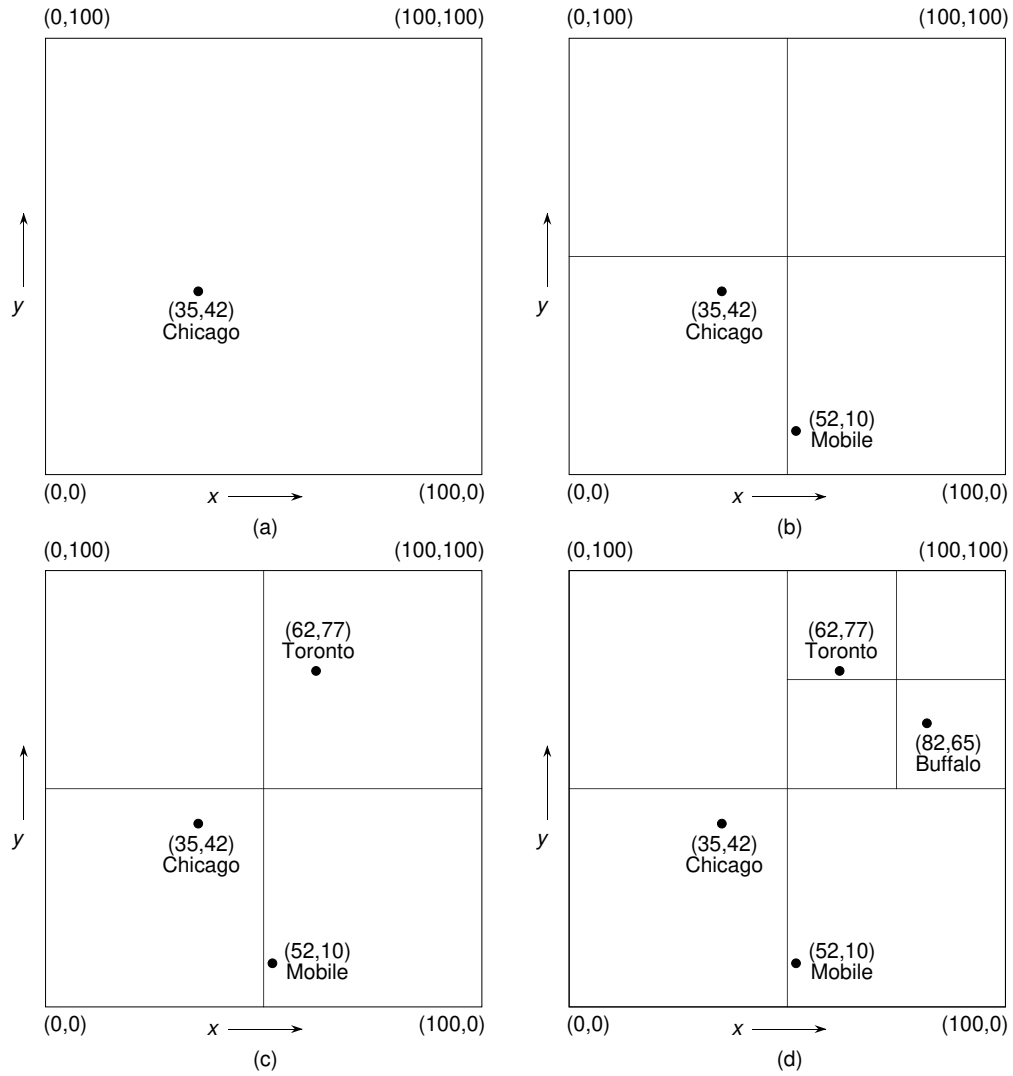 (0,100) (100,100)
y
(35,42)
Chicago
(0,0) x (100,0)
(a)
(0,100) (100,100)
y
(35,42)
Chicago
(52,10)
Mobile
(0,0) x (100,0)
(b)
(0,100) (100,100)
(62,77)
Toronto
y
(35,42)
Chicago
(52,10)
Mobile
(0,0) x (100,0)
(c)
(0,100) (100,100)
(62,77)
Toronto
(82,65)
Buffalo
y
(35,42)
Chicago
(52,10)
Mobile
(0,0) x (100,0)
(d)